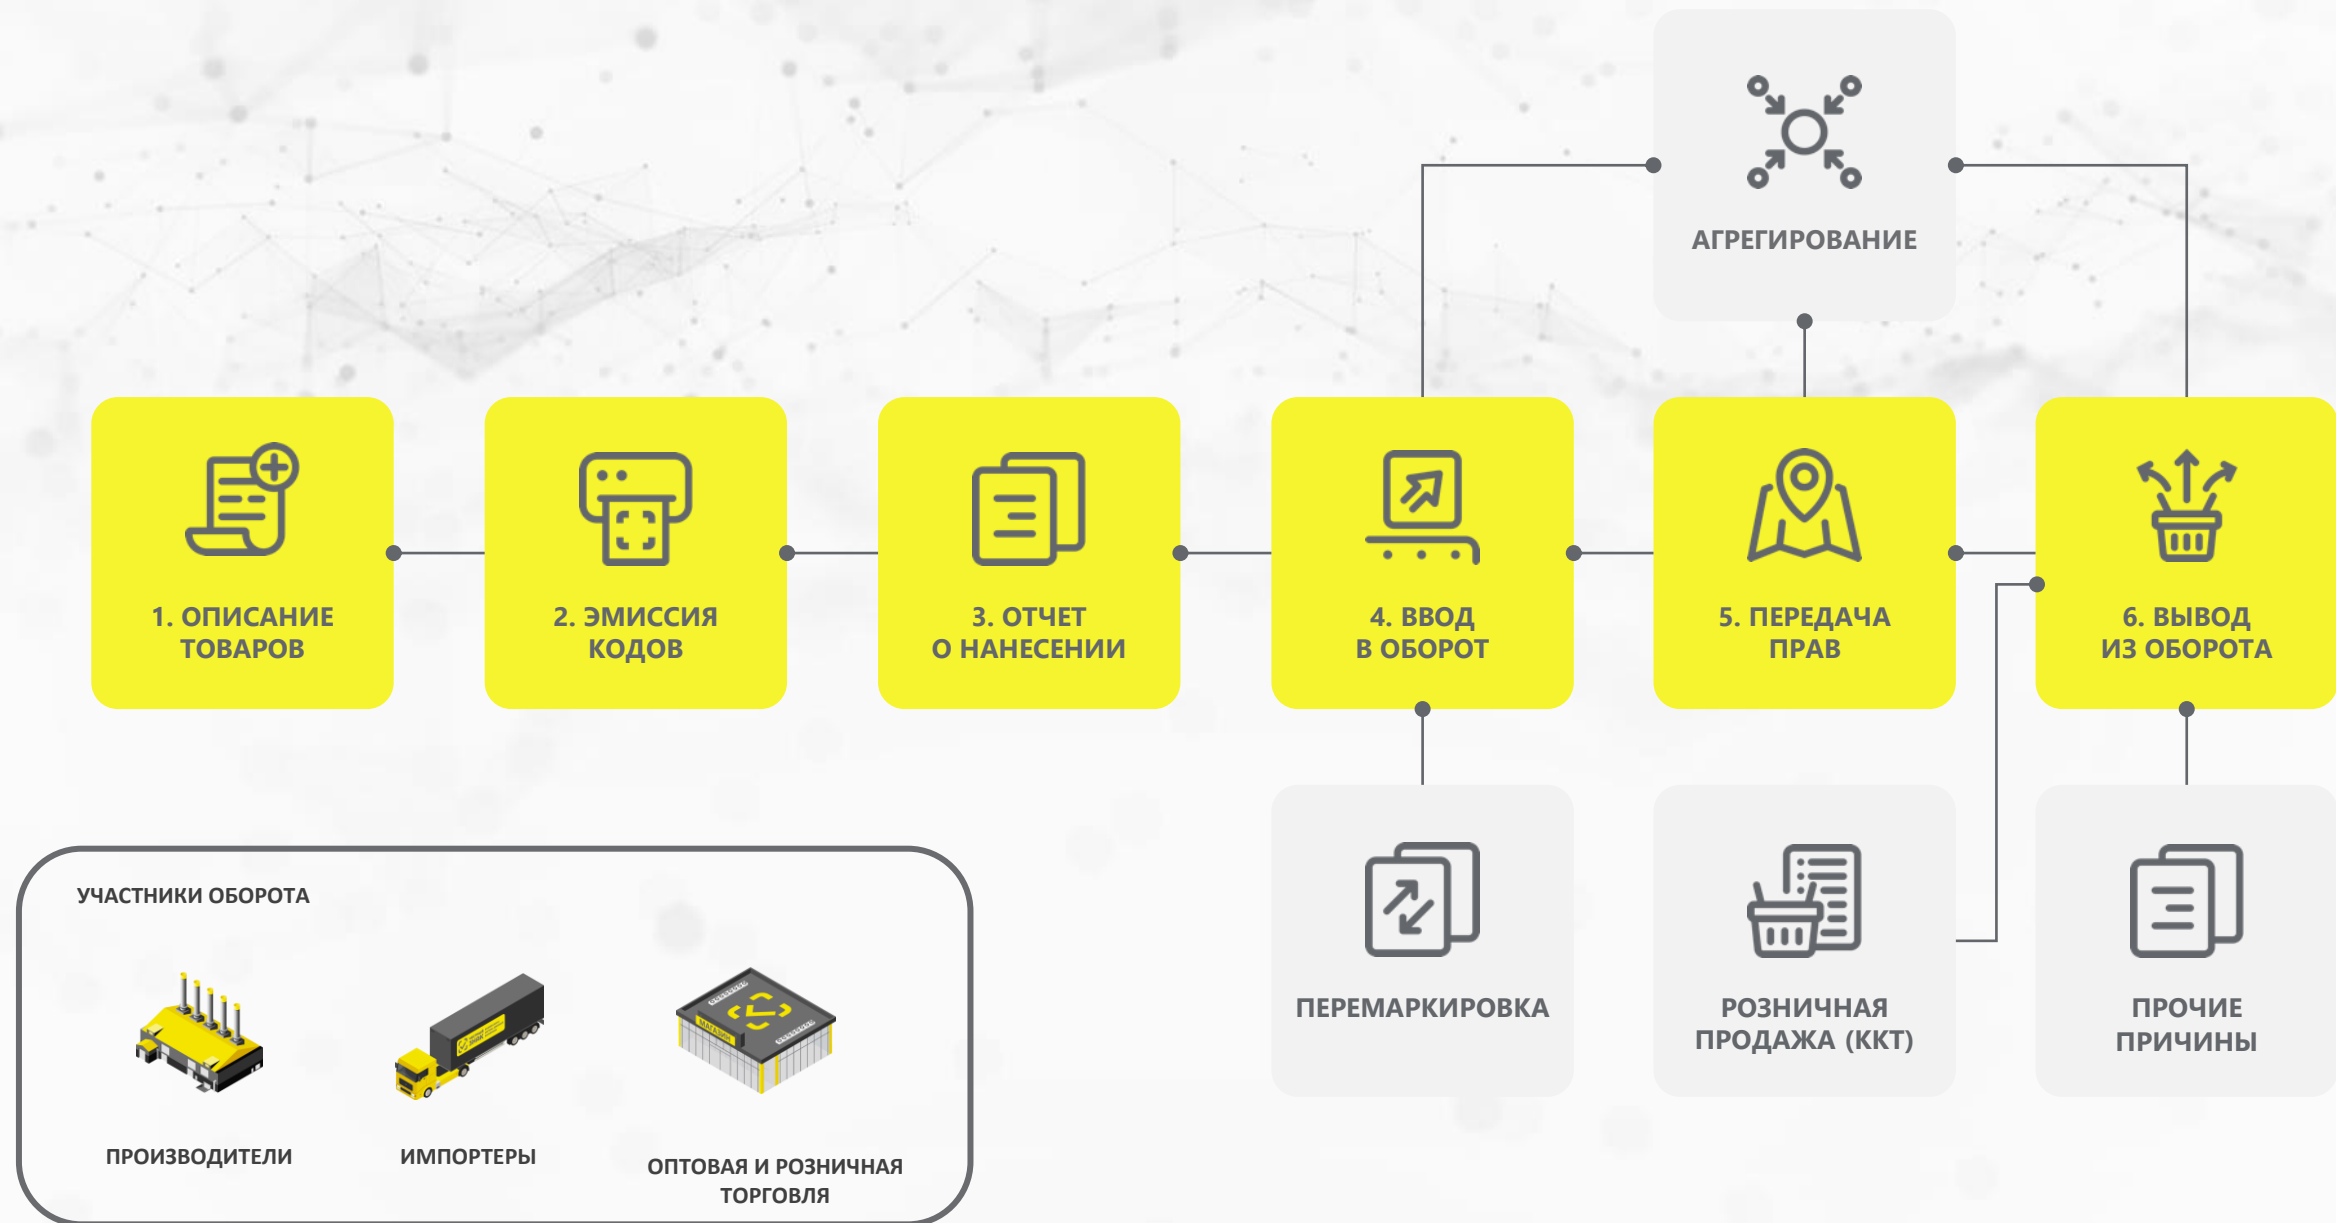 АГРЕГИРОВАНИЕ
1. ОПИСАНИЕ
ТОВАРОВ
2. ЭМИССИЯ
КОДОВ
3. ОТЧЕТ
О НАНЕСЕНИИ
4. ВВОД
В ОБОРОТ
5. ПЕРЕДАЧА
ПРАВ
6. ВЫВОД
ИЗ ОБОРОТА
ПЕРЕМАРКИРОВКА
РОЗНИЧНАЯ
ПРОДАЖА (ККТ)
ПРОЧИЕ
ПРИЧИНЫ
УЧАСТНИКИ ОБОРОТА
МАГАЗИН
ПРОИЗВОДИТЕЛИ
ИМПОРТЕРЫ
ОПТОВАЯ И РОЗНИЧНАЯ
ТОРГОВЛЯ